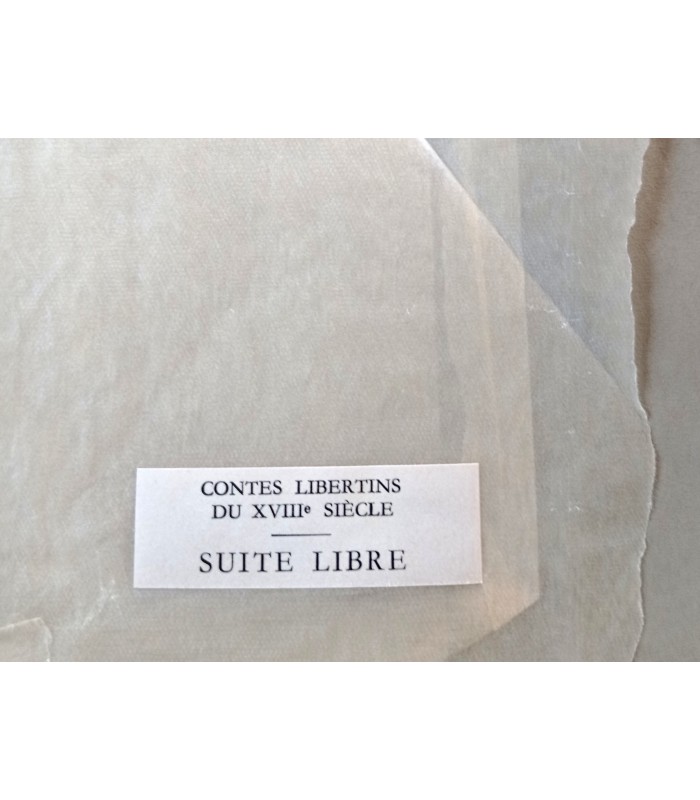 CONTES LIBERTINS
DU XVIIIe SIÈCLE
SUITE LIBRE